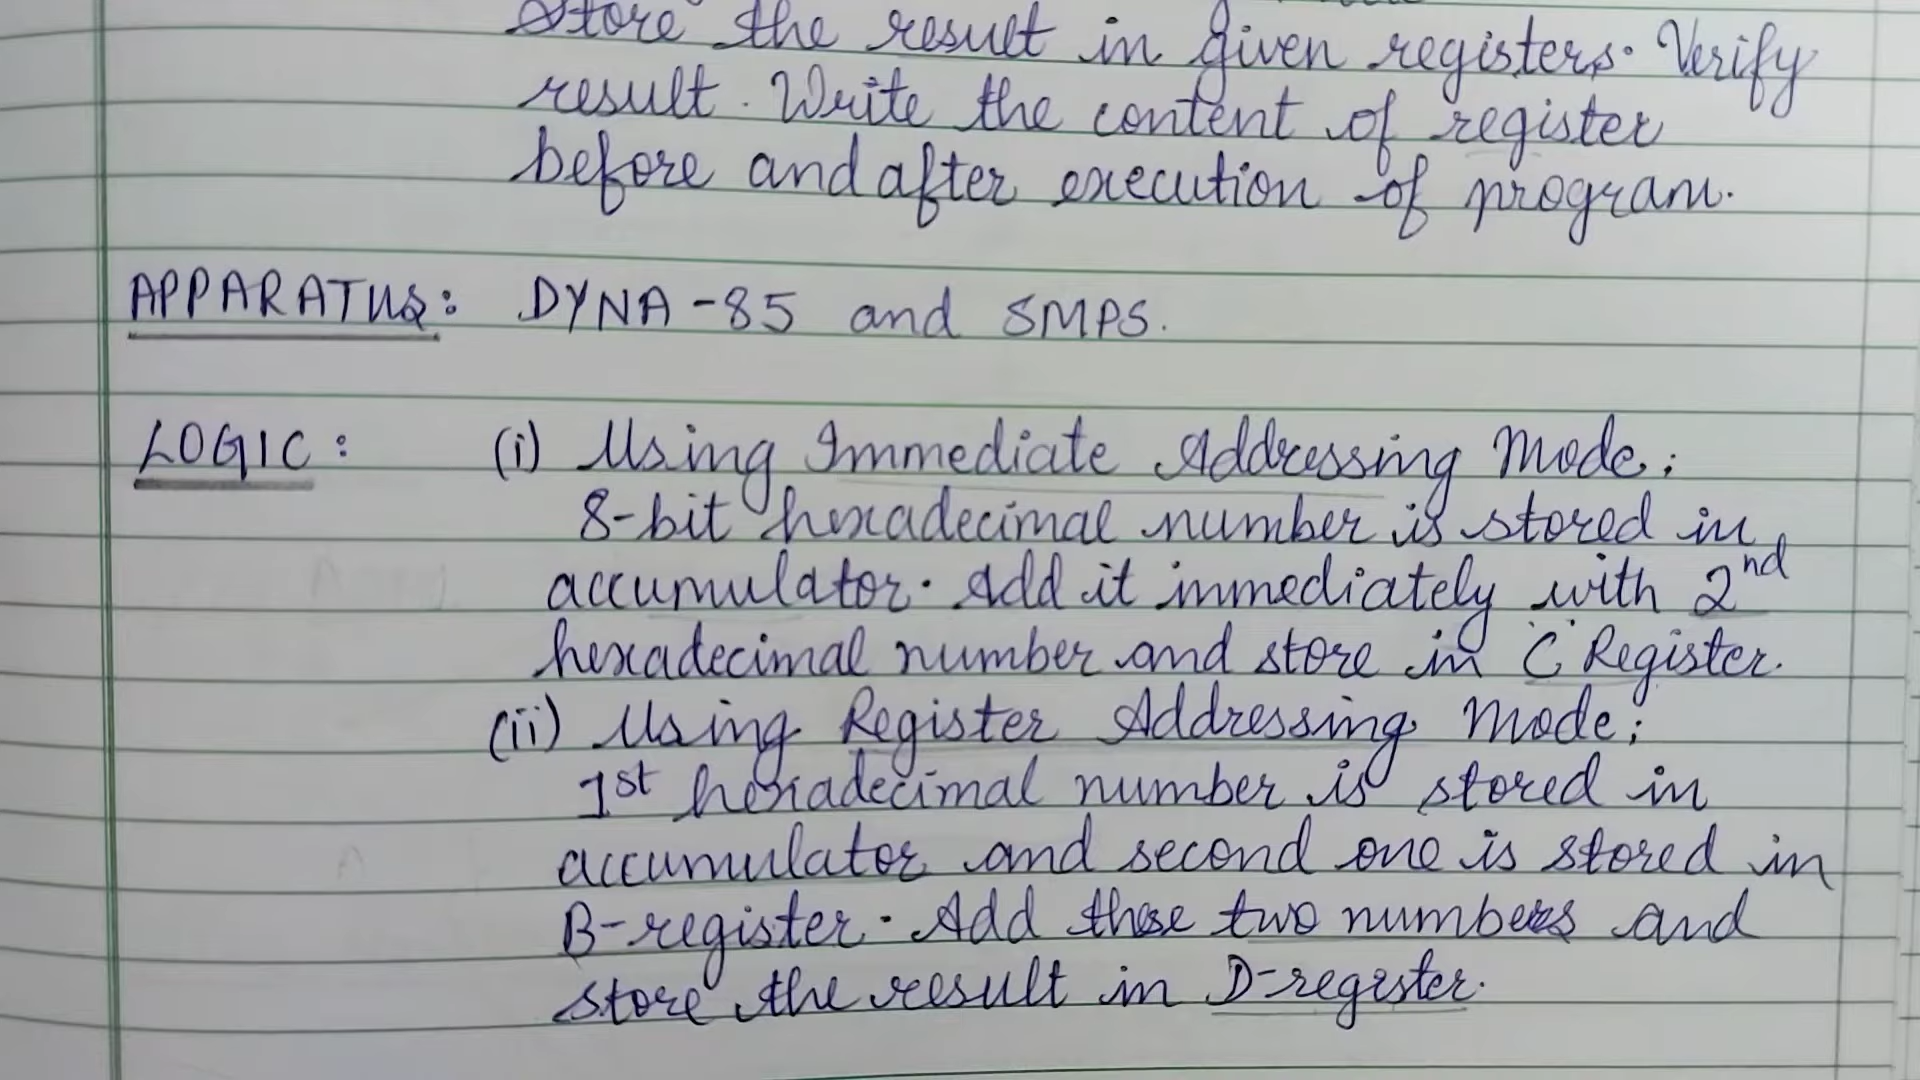 Store the result in given registers. Verify
result. Write the content of register
before and after execution of program.
APPARATUS: DYNA-85 and SMPS.
LOGIC: (i) Using Immediate Addressing Mode:
8-bit hexadecimal number is stored in
accumulator. Add it immediately with 2nd
hexadecimal number and store in 'C' Register.
(ii) Using Register Addressing Mode:
1st hexadecimal number is stored in
accumulator and second one is stored in
B-register. Add these two numbers and
store the result in D-register.